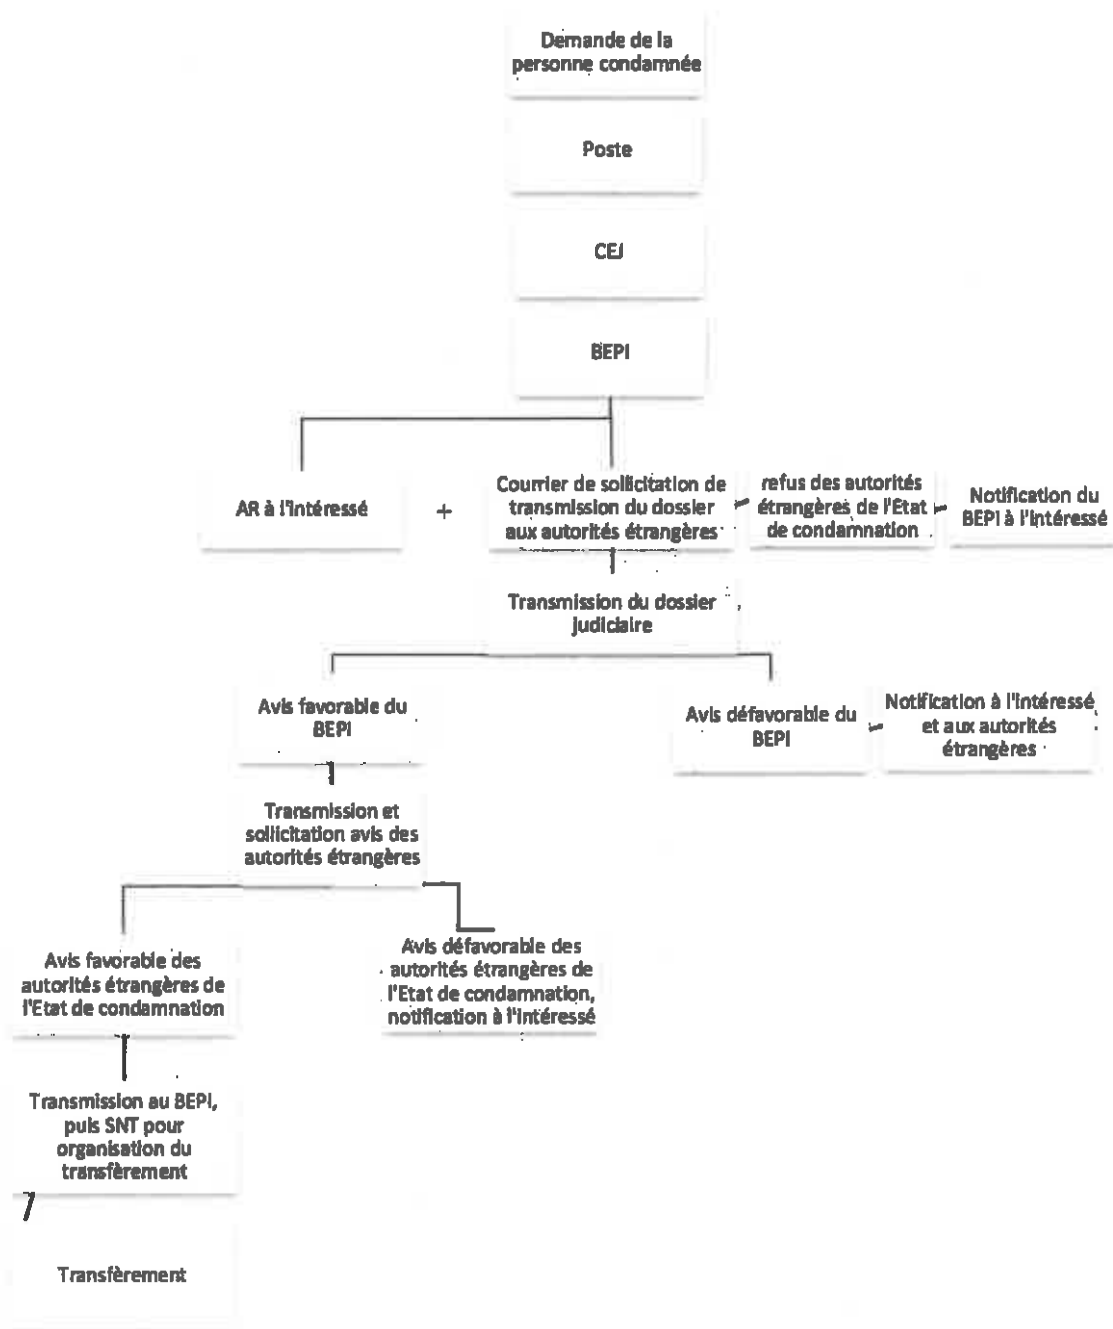 Demande de la
personne condamnée
Poste
CEJ
BEPI
AR à l'intéressé
+
Courrier de sollicitation de
transmission du dossier
aux autorités étrangères
refus des autorités
étrangères de l'Etat
de condamnation
Notification du
BEPI à l'intéressé
Transmission du dossier
judiciaire
Avis favorable du
BEPI
Avis défavorable du
BEPI
Notification à l'intéressé
et aux autorités
étrangères
Transmission et
sollicitation avis des
autorités étrangères
Avis favorable des
autorités étrangères de
l'Etat de condamnation
Avis défavorable des
autorités étrangères de
l'Etat de condamnation,
notification à l'intéressé
Transmission au BEPI,
puis SNT pour
organisation du
transfèrement
Transfèrement